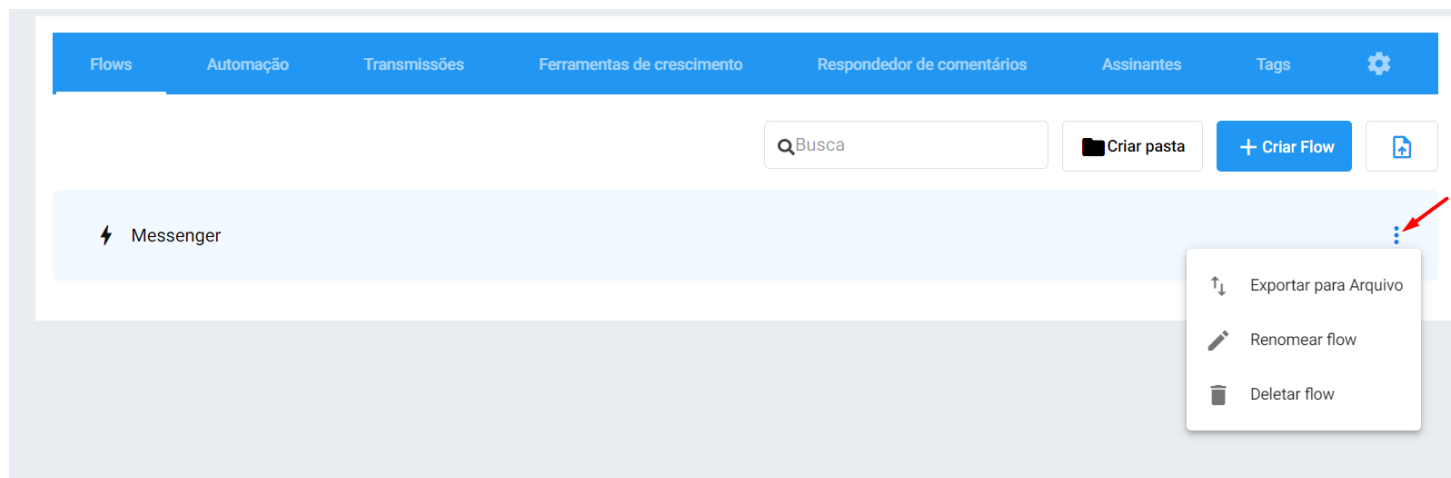 Flows Automação Transmissões Ferramentas de crescimento Respondedor de comentários Assinantes Tags
Busca Criar pasta + Criar Flow
Messenger
Exportar para Arquivo
Renomear flow
Deletar flow